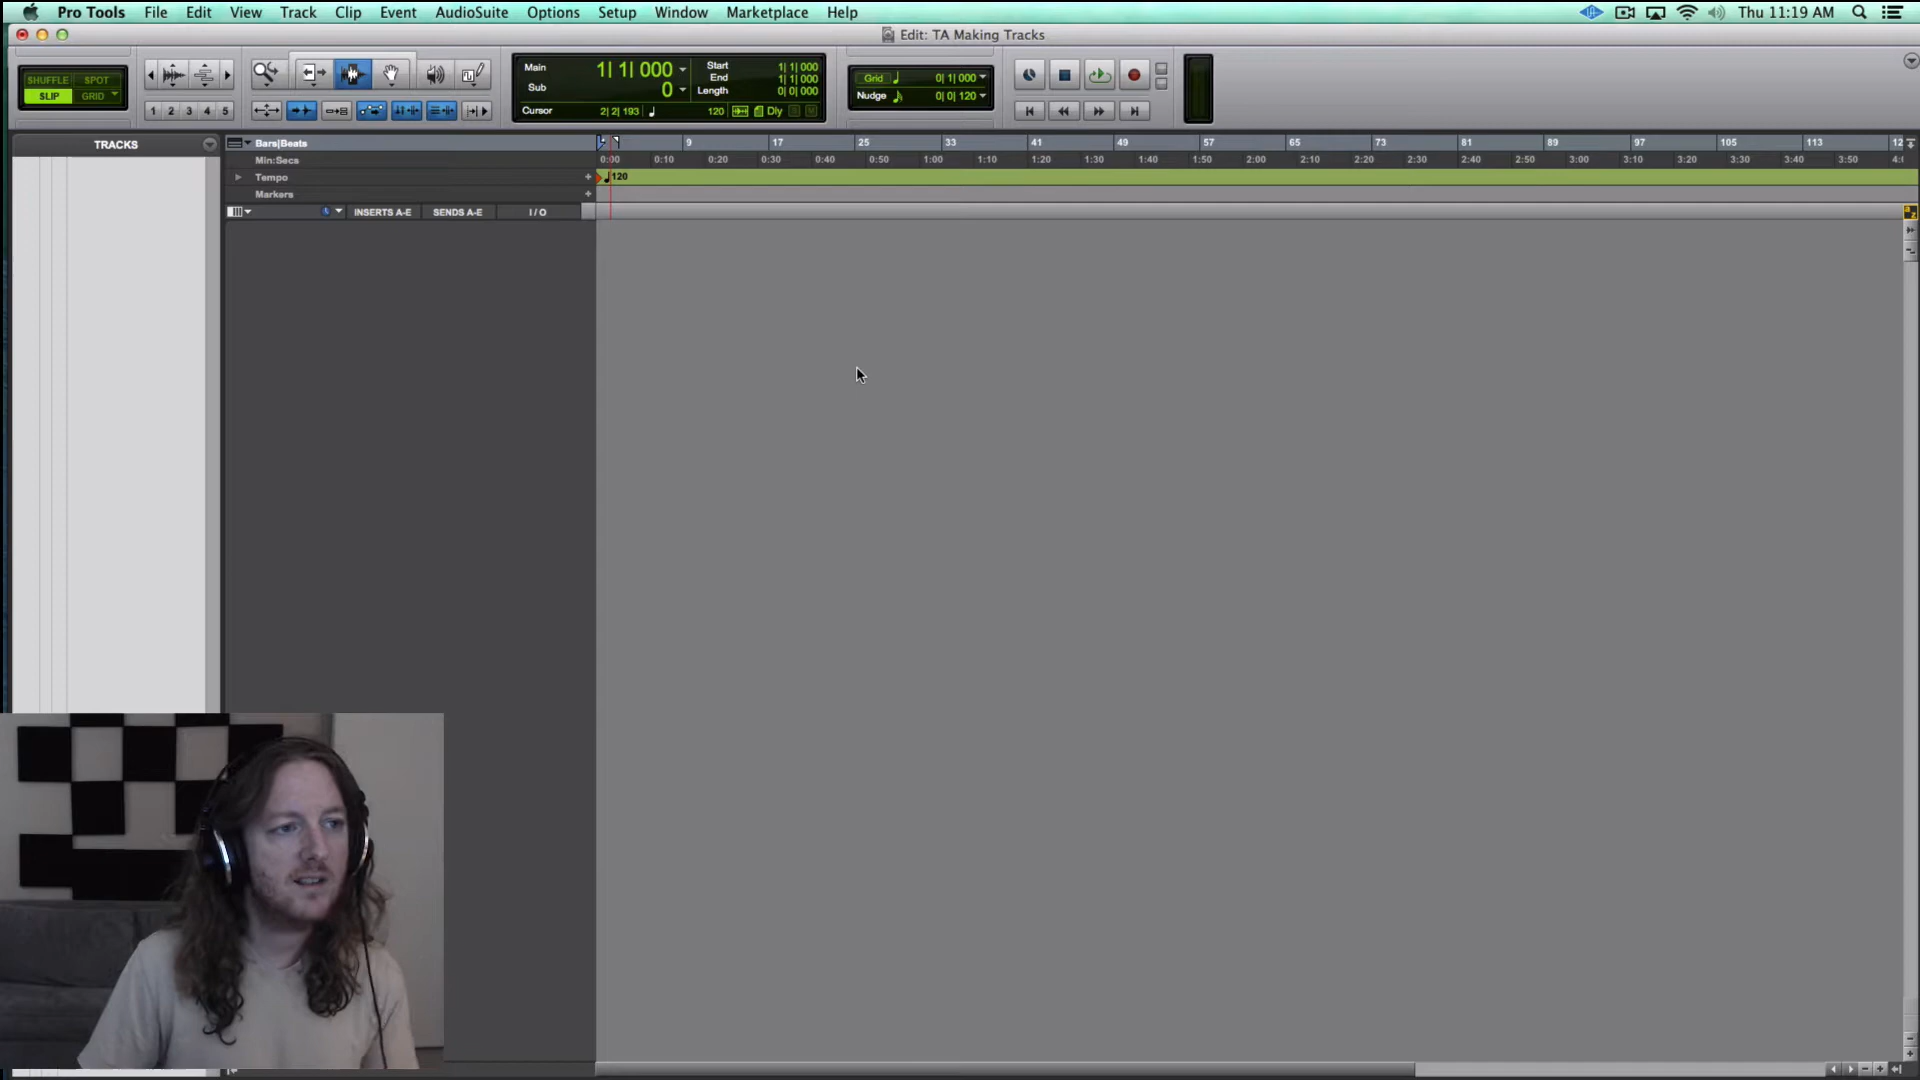 Pro Tools File Edit View Track Clip Event AudioSuite Options Setup Window Marketplace Help Thu 11:19 AM
Edit: TA Making Tracks
SHUFFLE SPOT
SLIP GRID
1 2 3 4 5
Main 1| 1| 000
Sub 0
Start 1| 1| 000
End 1| 1| 000
Length 0| 0| 000
Cursor 2| 2| 193 120 Dly
Grid 0| 1| 000
Nudge 0| 0| 120
TRACKS
Bars|Beats 9 17 25 33 41 49 57 65 73 81 89 97 105 113 12
Min:Secs 0:00 0:10 0:20 0:30 0:40 0:50 1:00 1:10 1:20 1:30 1:40 1:50 2:00 2:10 2:20 2:30 2:40 2:50 3:00 3:10 3:20 3:30 3:40 3:50
Tempo 120
Markers
INSERTS A-E SENDS A-E I / O